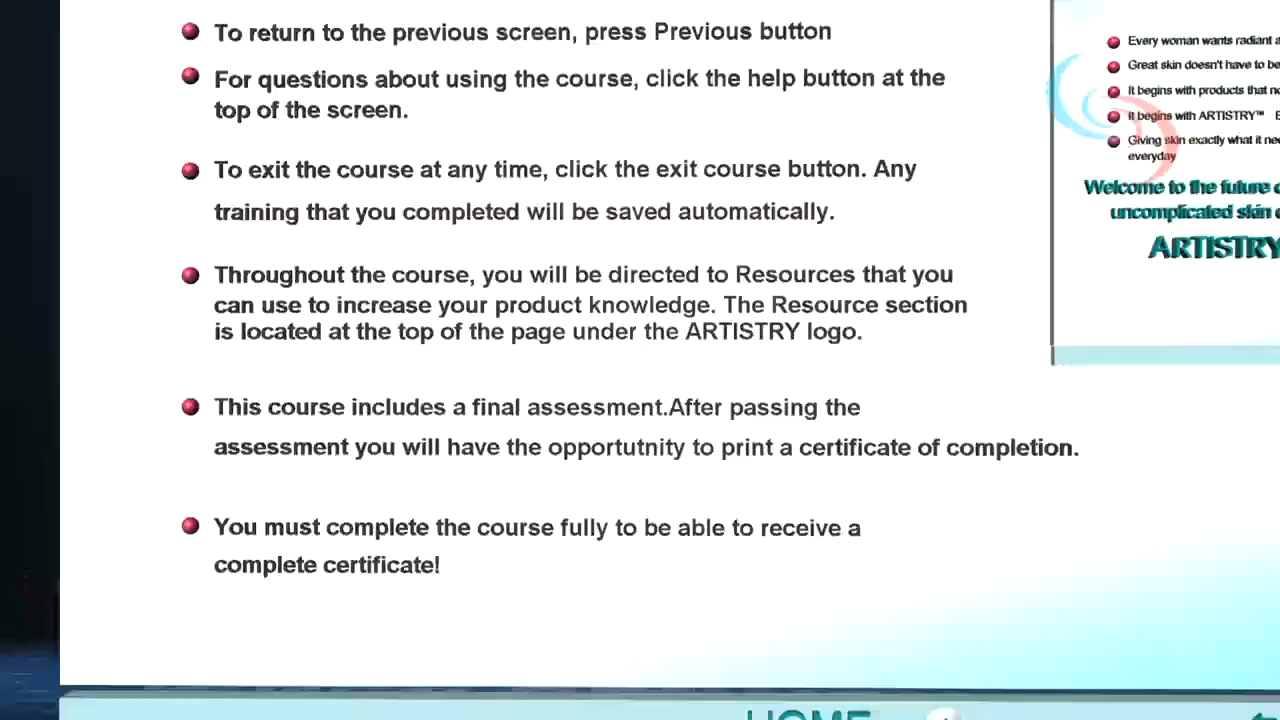 To return to the previous screen, press Previous button
For questions about using the course, click the help button at the
top of the screen.
To exit the course at any time, click the exit course button. Any
training that you completed will be saved automatically.
Throughout the course, you will be directed to Resources that you
can use to increase your product knowledge. The Resource section
is located at the top of the page under the ARTISTRY logo.
This course includes a final assessment.After passing the
assessment you will have the opportutnity to print a certificate of completion.
You must complete the course fully to be able to receive a
complete certificate!
Every woman wants radiant
Great skin doesn't have to be
It begins with products that
It begins with ARTISTRY™
Giving skin exactly what it
everyday
Welcome to the future
uncomplicated skin
ARTISTRY
HOME